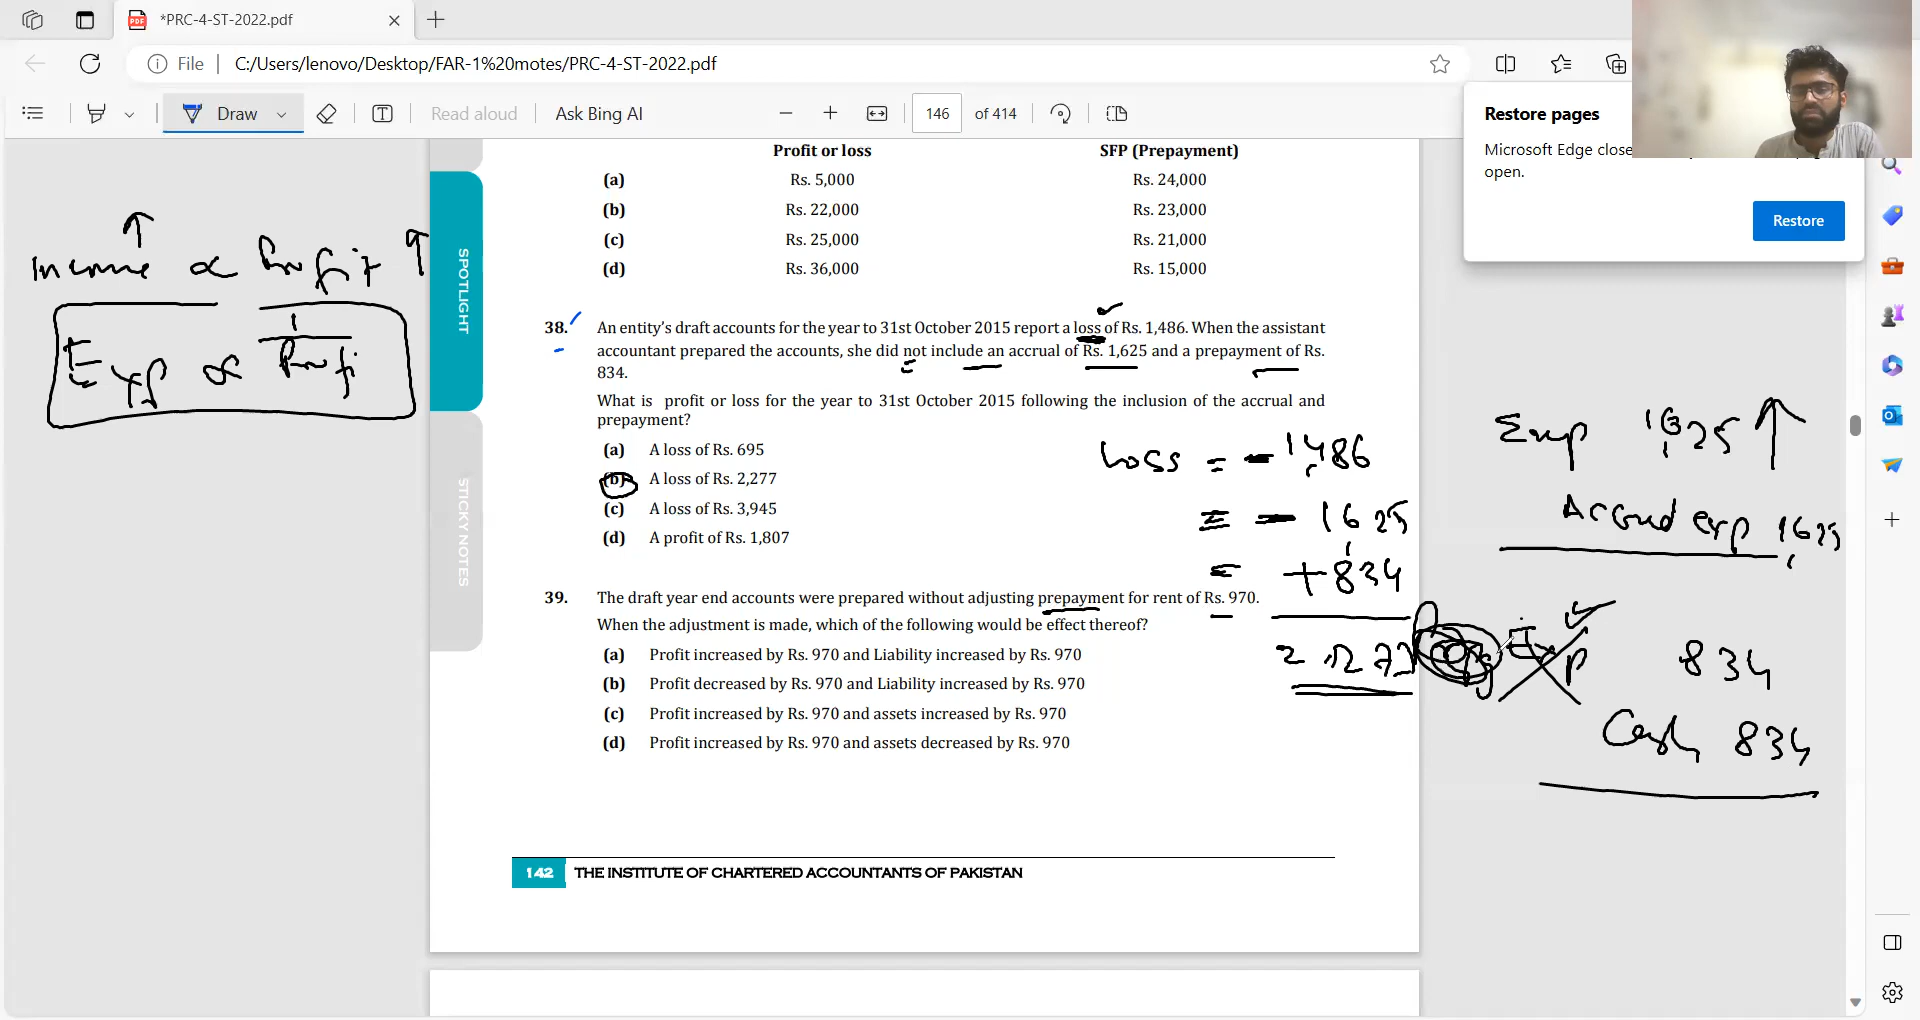 *PRC-4-ST-2022.pdf
File C:/Users/lenovo/Desktop/FAR-1%20motes/PRC-4-ST-2022.pdf
Draw
Read aloud
Ask Bing AI
146 of 414
Restore pages
Microsoft Edge close
open.
Restore
SPOTLIGHT
STICKY NOTES
Profit or loss SFP (Prepayment)
(a) Rs. 5,000 Rs. 24,000
(b) Rs. 22,000 Rs. 23,000
(c) Rs. 25,000 Rs. 21,000
(d) Rs. 36,000 Rs. 15,000
38. An entity's draft accounts for the year to 31st October 2015 report a loss of Rs. 1,486. When the assistant
accountant prepared the accounts, she did not include an accrual of Rs. 1,625 and a prepayment of Rs.
834.
What is profit or loss for the year to 31st October 2015 following the inclusion of the accrual and
prepayment?
(a) A loss of Rs. 695
(b) A loss of Rs. 2,277
(c) A loss of Rs. 3,945
(d) A profit of Rs. 1,807
39. The draft year end accounts were prepared without adjusting prepayment for rent of Rs. 970.
When the adjustment is made, which of the following would be effect thereof?
(a) Profit increased by Rs. 970 and Liability increased by Rs. 970
(b) Profit decreased by Rs. 970 and Liability increased by Rs. 970
(c) Profit increased by Rs. 970 and assets increased by Rs. 970
(d) Profit increased by Rs. 970 and assets decreased by Rs. 970
142 THE INSTITUTE OF CHARTERED ACCOUNTANTS OF PAKISTAN
Income ∝ Profit
Exp ∝ 1/Profi
Loss = -1,486
= - 1625
= +834
Exp 1625
Accrued exp 1,625
Exp 834
Cash 834